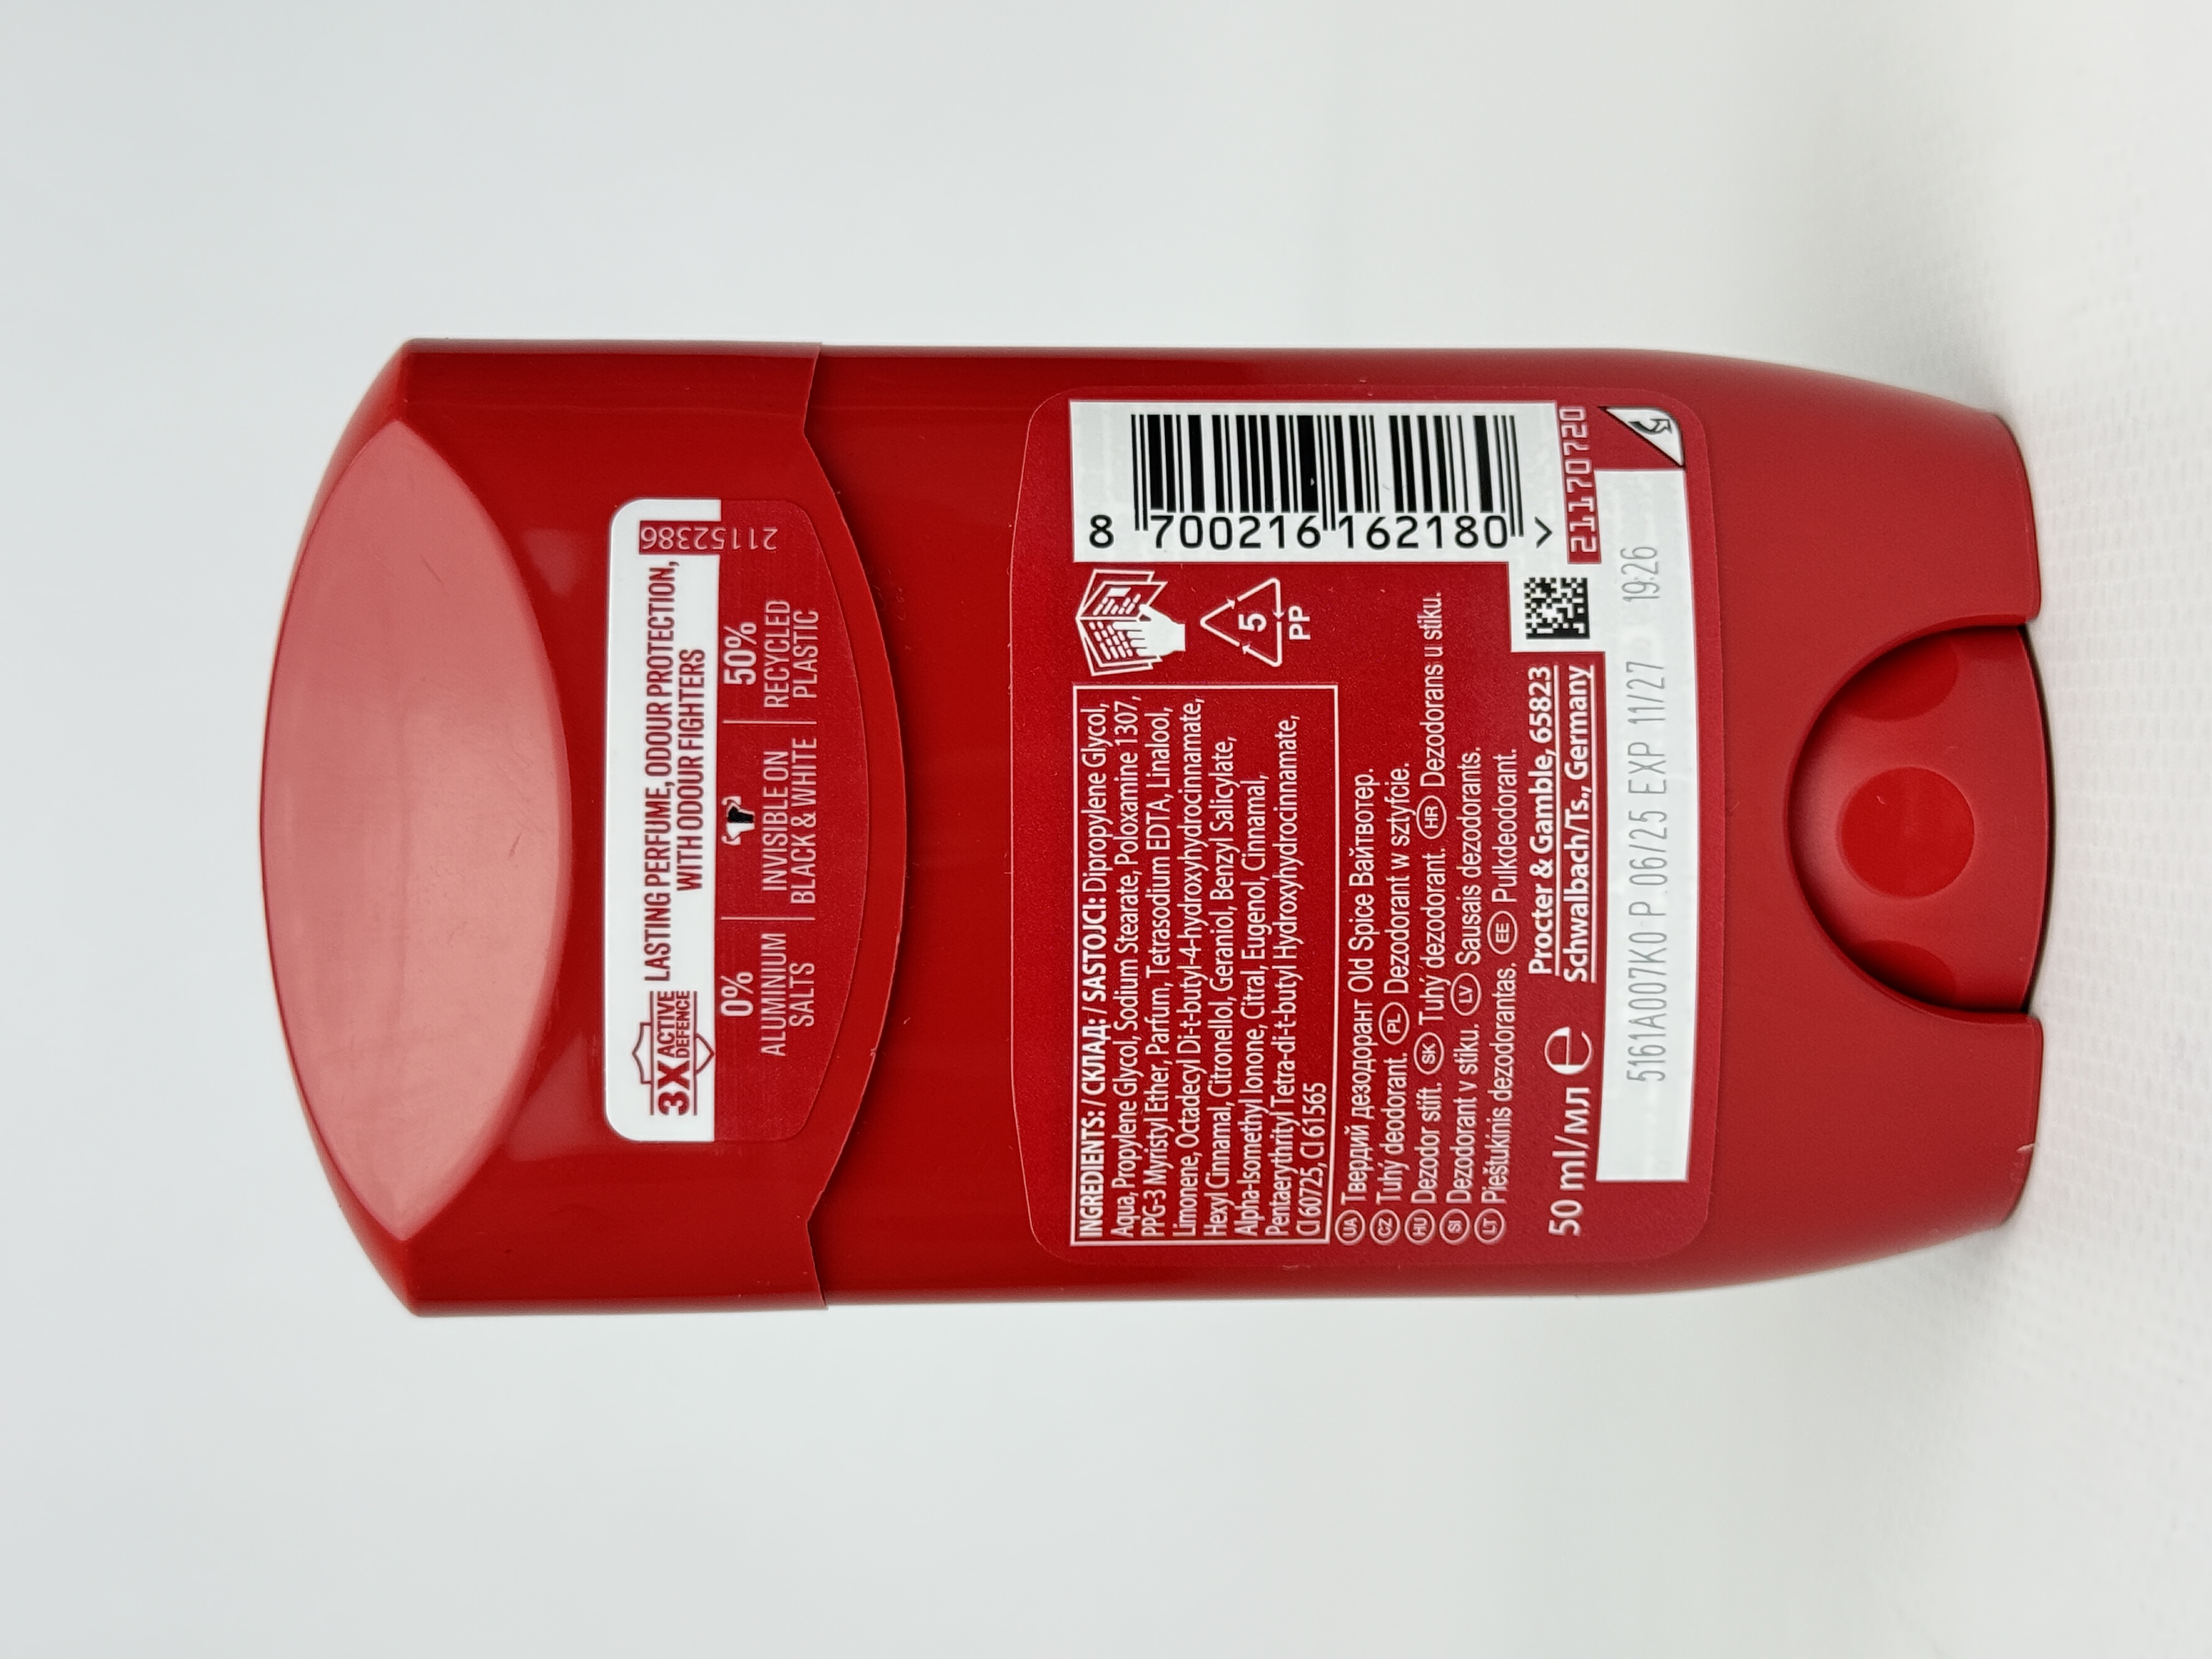 3X ACTIVE DEFENCE
LASTING PERFUME, ODOUR PROTECTION,
WITH ODOUR FIGHTERS
21152386
0%
ALUMINIUM
SALTS
INVISIBLE ON
BLACK & WHITE
50%
RECYCLED
PLASTIC
INGREDIENTS: / СКЛАД: / SASTOJCI: Dipropylene Glycol,
Aqua, Propylene Glycol, Sodium Stearate, Poloxamine 1307,
PPG-3 Myristyl Ether, Parfum, Tetrasodium EDTA, Linalool,
Limonene, Octadecyl Di-t-butyl-4-hydroxyhydrocinnamate,
Hexyl Cinnamal, Citronellol, Geraniol, Benzyl Salicylate,
Alpha-Isomethyl Ionone, Citral, Eugenol, Cinnamal,
Pentaerythrityl Tetra-di-t-butyl Hydroxyhydrocinnamate,
CI 60725, CI 61565
5
PP
8 700216 162180 >
UA Твердий дезодорант Old Spice Вайтвотер.
CZ Tuhý deodorant. PL Dezodorant w sztyfcie.
HU Dezodor stift. SK Tuhý dezodorant. HR Dezodorans u stiku.
SI Dezodorant v stiku. LV Sausais dezodorants.
LT Pieštukinis dezodorantas. EE Pulkdeodorant.
50 ml/мл e
Procter & Gamble, 65823
Schwalbach/Ts., Germany
21170720
5161A007K0 P 06/25 EXP 11/27 19:26